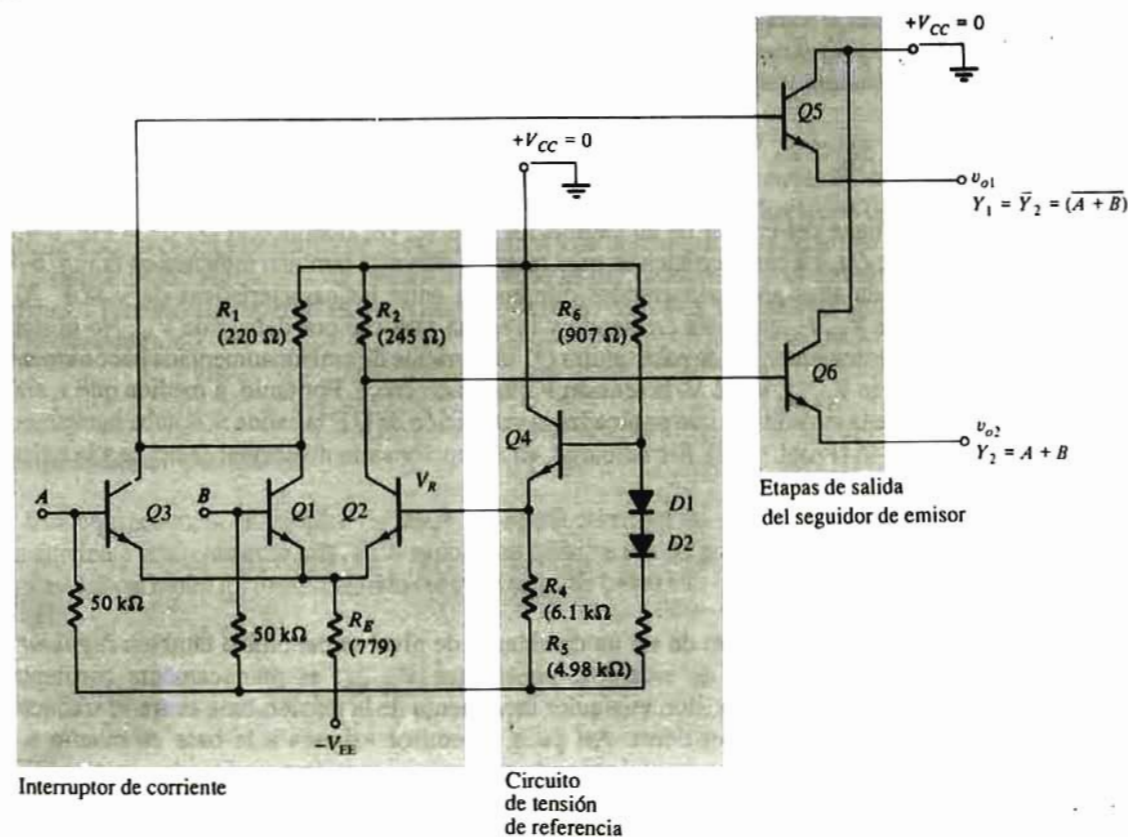 +V_CC = 0
Q5
+V_CC = 0
v_o1
Y_1 = Ȳ_2 = (\overline{A + B})
R_1
(220 Ω)
R_2
(245 Ω)
R_6
(907 Ω)
Q6
Q4
v_o2
Y_2 = A + B
V_R
A
Q3
B
Q1
Q2
D1
D2
Etapas de salida
del seguidor de emisor
50 kΩ
50 kΩ
R_E
(779)
R_4
(6.1 kΩ
R_5
(4.98 kΩ)
−V_EE
Interruptor de corriente
Circuito
de tensión
de referencia